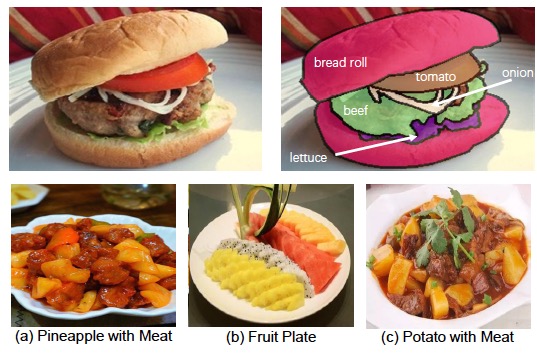 bread roll
tomato
onion
beef
lettuce
(a) Pineapple with Meat
(b) Fruit Plate
(c) Potato with Meat